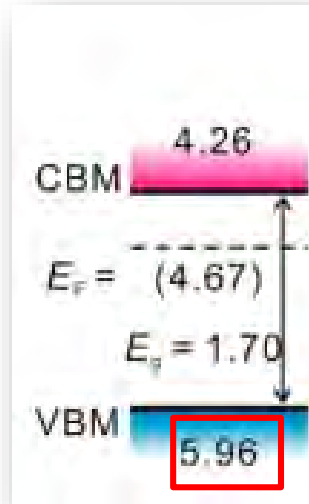 4.26
CBM
E_F = (4.67)
E_g = 1.70
VBM
5.96